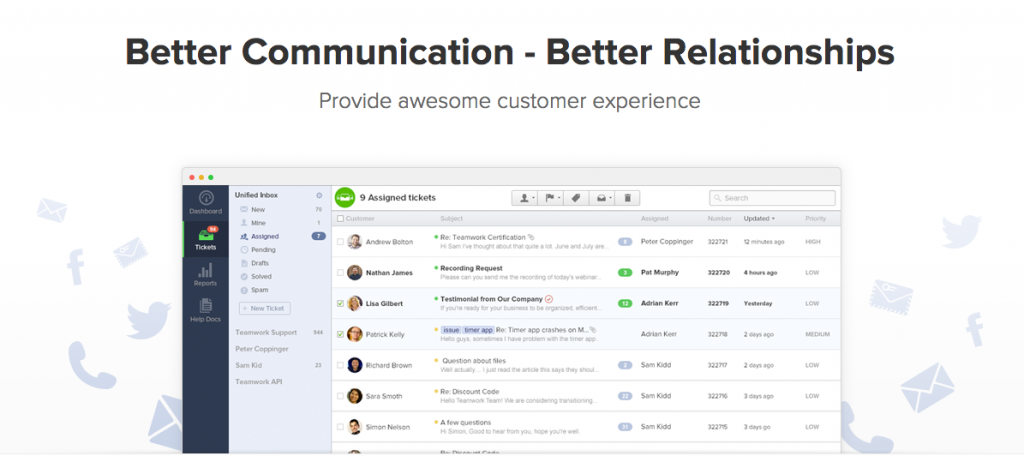 Better Communication - Better Relationships
Provide awesome customer experience
Dashboard
Tickets
Reports
Help Docs
Unified Inbox
New
Mine
Assigned 7
Pending
Drafts
Solved
Spam
+ New Ticket
Teamwork Support
Peter Coppinger
Sam Kid 23
Teamwork API
9 Assigned tickets
Search
Customer Subject Assigned Number Updated Priority
Andrew Bolton Re: Teamwork Certification Peter Coppinger 322721 12 minutes ago HIGH
Hi Sam I've thought about that quite a lot. June and July are..
Nathan James Recording Request Pat Murphy 322720 4 hours ago LOW
Please can you send me the recording of today's webinar...
Lisa Gilbert Testimonial from Our Company 12 Adrian Kerr 322719 Yesterday LOW
If you're ready for your business to be organized, efficient...
Patrick Kelly issue timer app Re: Timer app crashes on M... Adrian Kerr 322718 2 days ago MEDIUM
Hello guys, sometimes I have problem with the timer app.
Richard Brown Question about files Sam Kidd 322717 2 days ago LOW
Well actually... I just read the article this says they shou..
Sara Smoth Re: Discount Code Sam Kidd 322716 3 days ago LOW
Hello Teamwork Team! We are considering transitioning...
Simon Nelson A few questions Sam Kidd 322715 3 days go LOW
Hi Simon, Good to hear from you, hope you're well.
Re: Discount Code